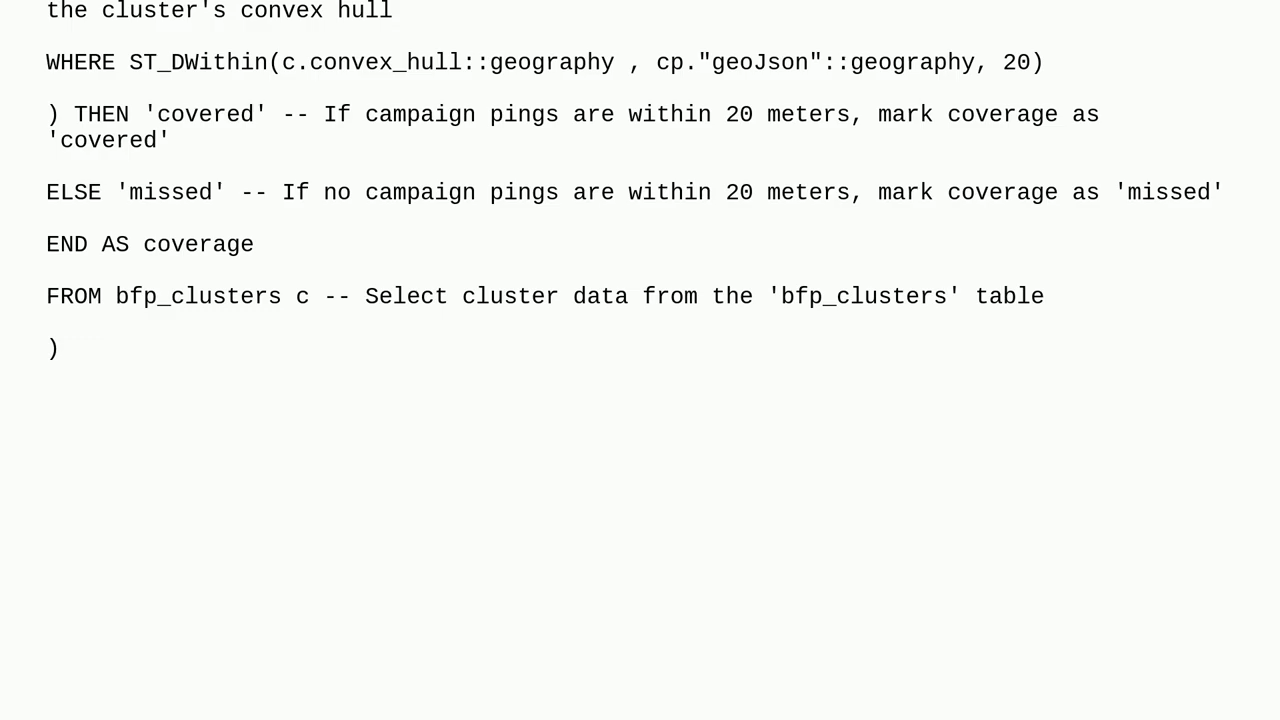 the cluster's convex hull
WHERE ST_DWithin(c.convex_hull::geography , cp."geoJson"::geography, 20)
) THEN 'covered' -- If campaign pings are within 20 meters, mark coverage as
'covered'
ELSE 'missed' -- If no campaign pings are within 20 meters, mark coverage as 'missed'
END AS coverage
FROM bfp_clusters c -- Select cluster data from the 'bfp_clusters' table
)